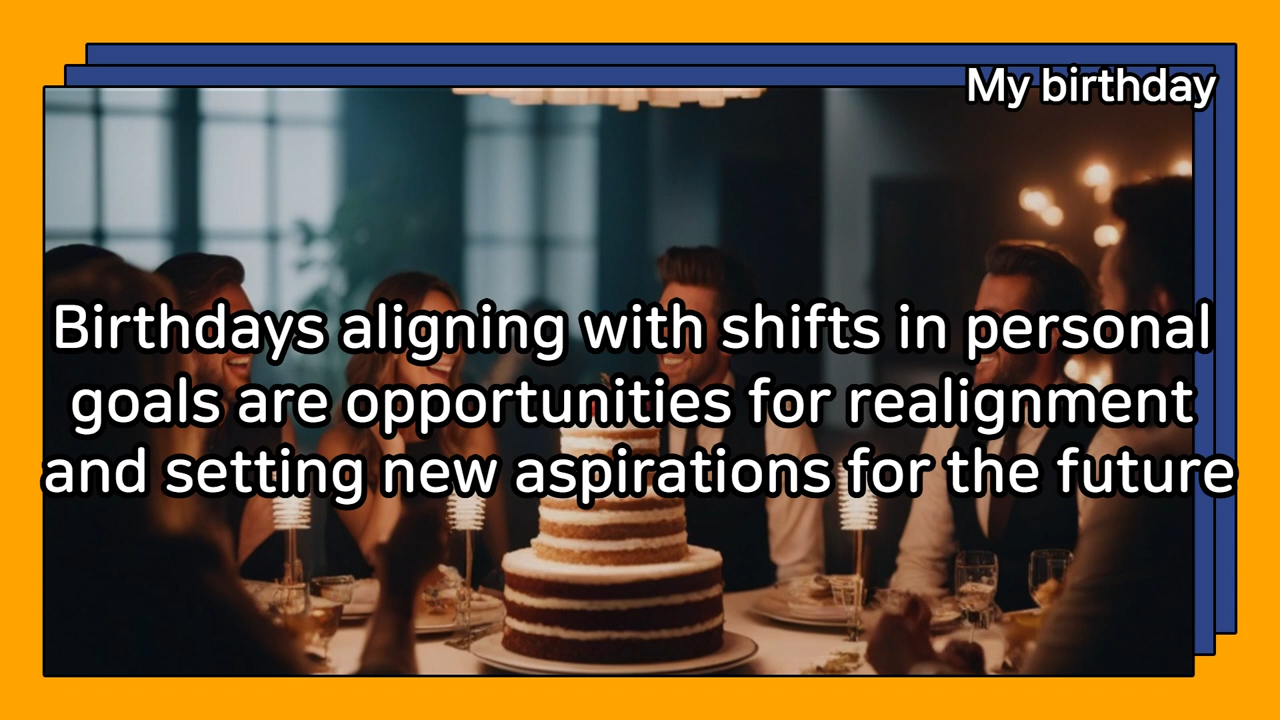 My birthday
Birthdays aligning with shifts in personal
goals are opportunities for realignment
and setting new aspirations for the future